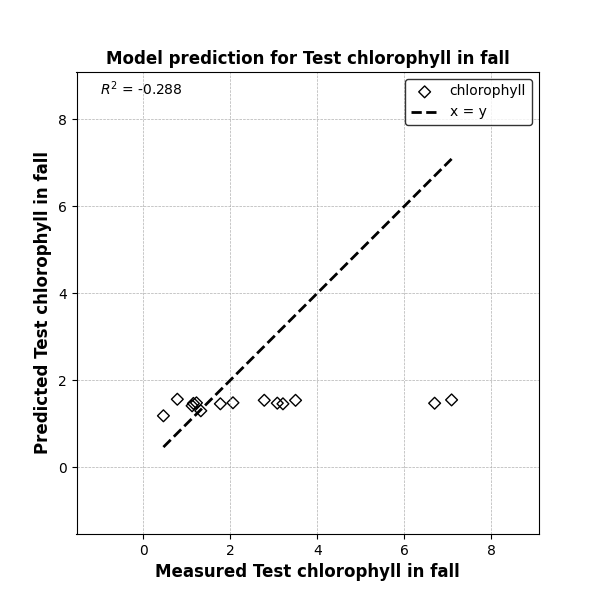 Model prediction for Test chlorophyll in fall
R² = -0.288
chlorophyll
x = y
Predicted Test chlorophyll in fall
8
6
4
2
0
0 2 4 6 8
Measured Test chlorophyll in fall